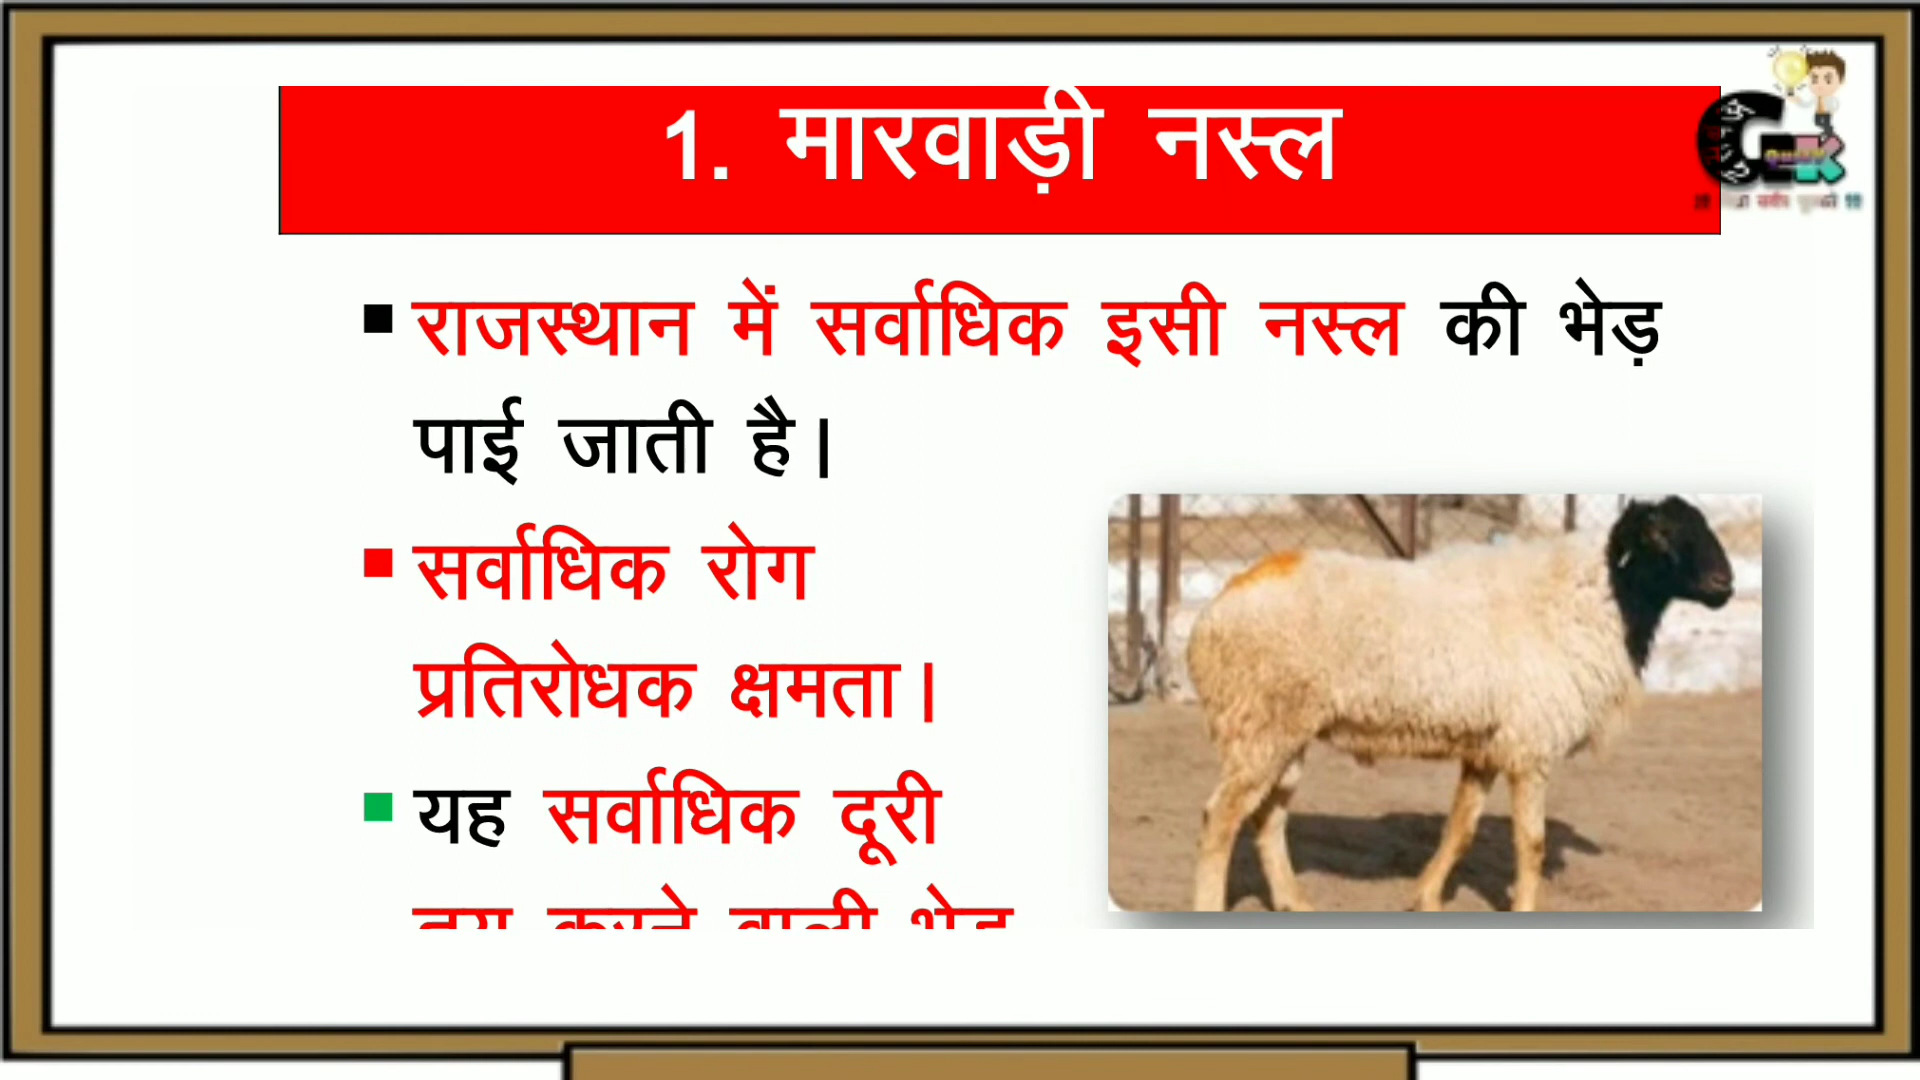 1. मारवाड़ी नस्ल
राजस्थान में सर्वाधिक इसी नस्ल की भेड़
पाई जाती है।
सर्वाधिक रोग
प्रतिरोधक क्षमता।
यह सर्वाधिक दूरी